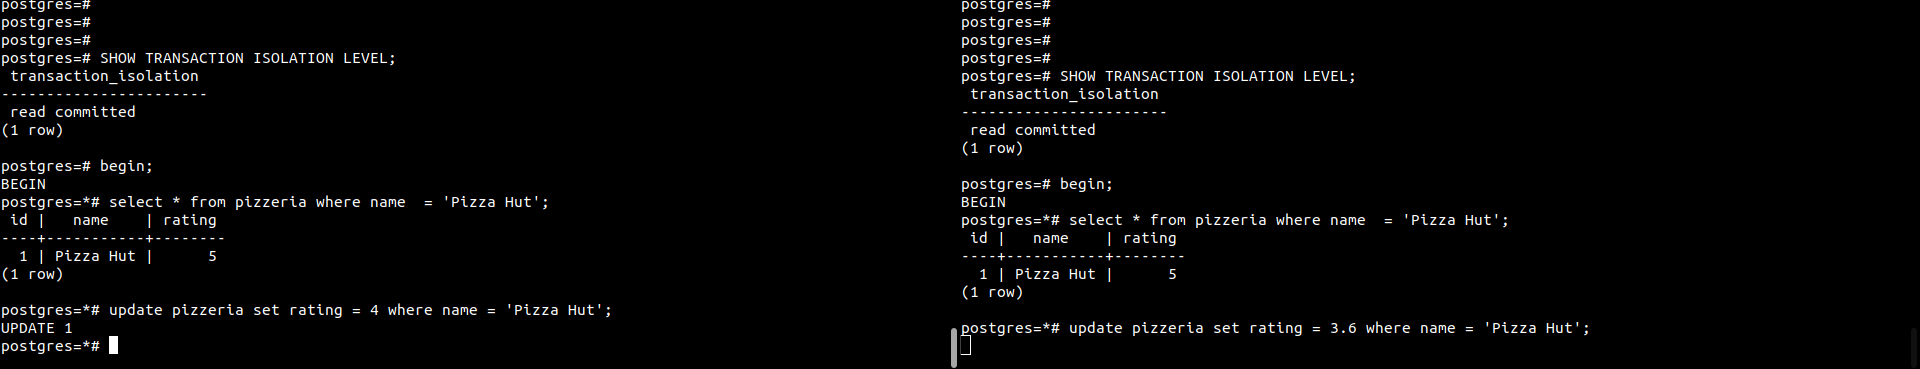 postgres=#
postgres=#
postgres=#
postgres=# SHOW TRANSACTION ISOLATION LEVEL;
 transaction_isolation
-----------------------
 read committed
(1 row)

postgres=# begin;
BEGIN
postgres=*# select * from pizzeria where name  = 'Pizza Hut';
 id |   name    | rating
----+-----------+--------
  1 | Pizza Hut |      5
(1 row)

postgres=*# update pizzeria set rating = 4 where name = 'Pizza Hut';
UPDATE 1
postgres=*#
postgres=#
postgres=#
postgres=#
postgres=#
postgres=# SHOW TRANSACTION ISOLATION LEVEL;
 transaction_isolation
-----------------------
 read committed
(1 row)

postgres=# begin;
BEGIN
postgres=*# select * from pizzeria where name  = 'Pizza Hut';
 id |   name    | rating
----+-----------+--------
  1 | Pizza Hut |      5
(1 row)

postgres=*# update pizzeria set rating = 3.6 where name = 'Pizza Hut';